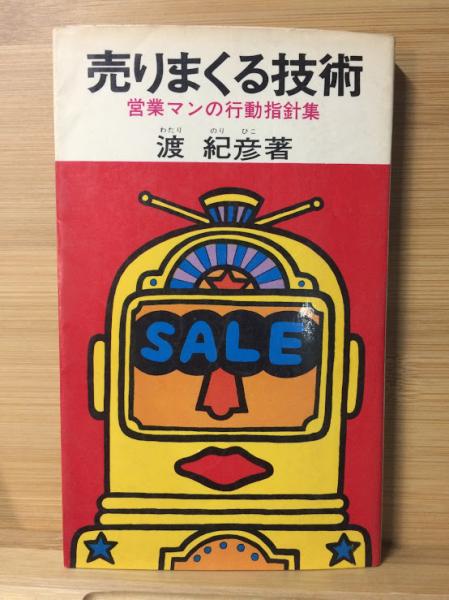 売りまくる技術
営業マンの行動指針集
わたり のり ひこ
渡 紀彦著
SALE